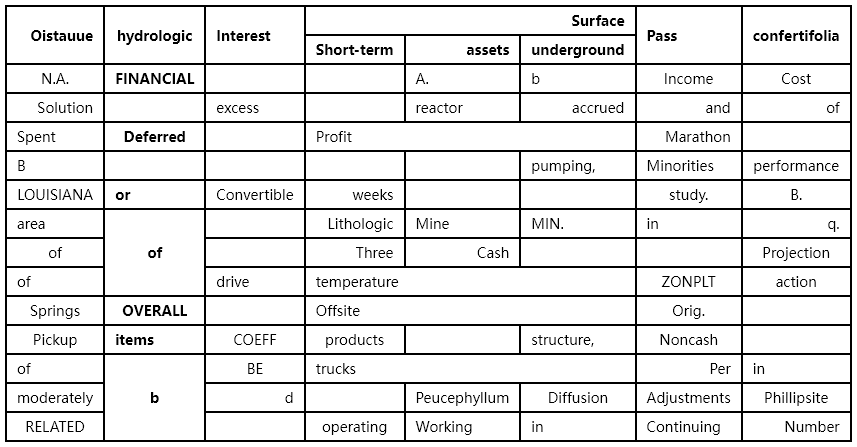 Oistauue hydrologic Interest Surface Pass confertifolia
Short-term assets underground
N.A. FINANCIAL A. b Income Cost
Solution excess reactor accrued and of
Spent Deferred Profit Marathon
B pumping, Minorities performance
LOUISIANA or Convertible weeks study. B.
area of Lithologic Mine MIN. in q.
of Three Cash Projection
of drive temperature ZONPLT action
Springs OVERALL Offsite Orig.
Pickup items COEFF products structure, Noncash
of b BE trucks Per in
moderately d Peucephyllum Diffusion Adjustments Phillipsite
RELATED operating Working in Continuing Number